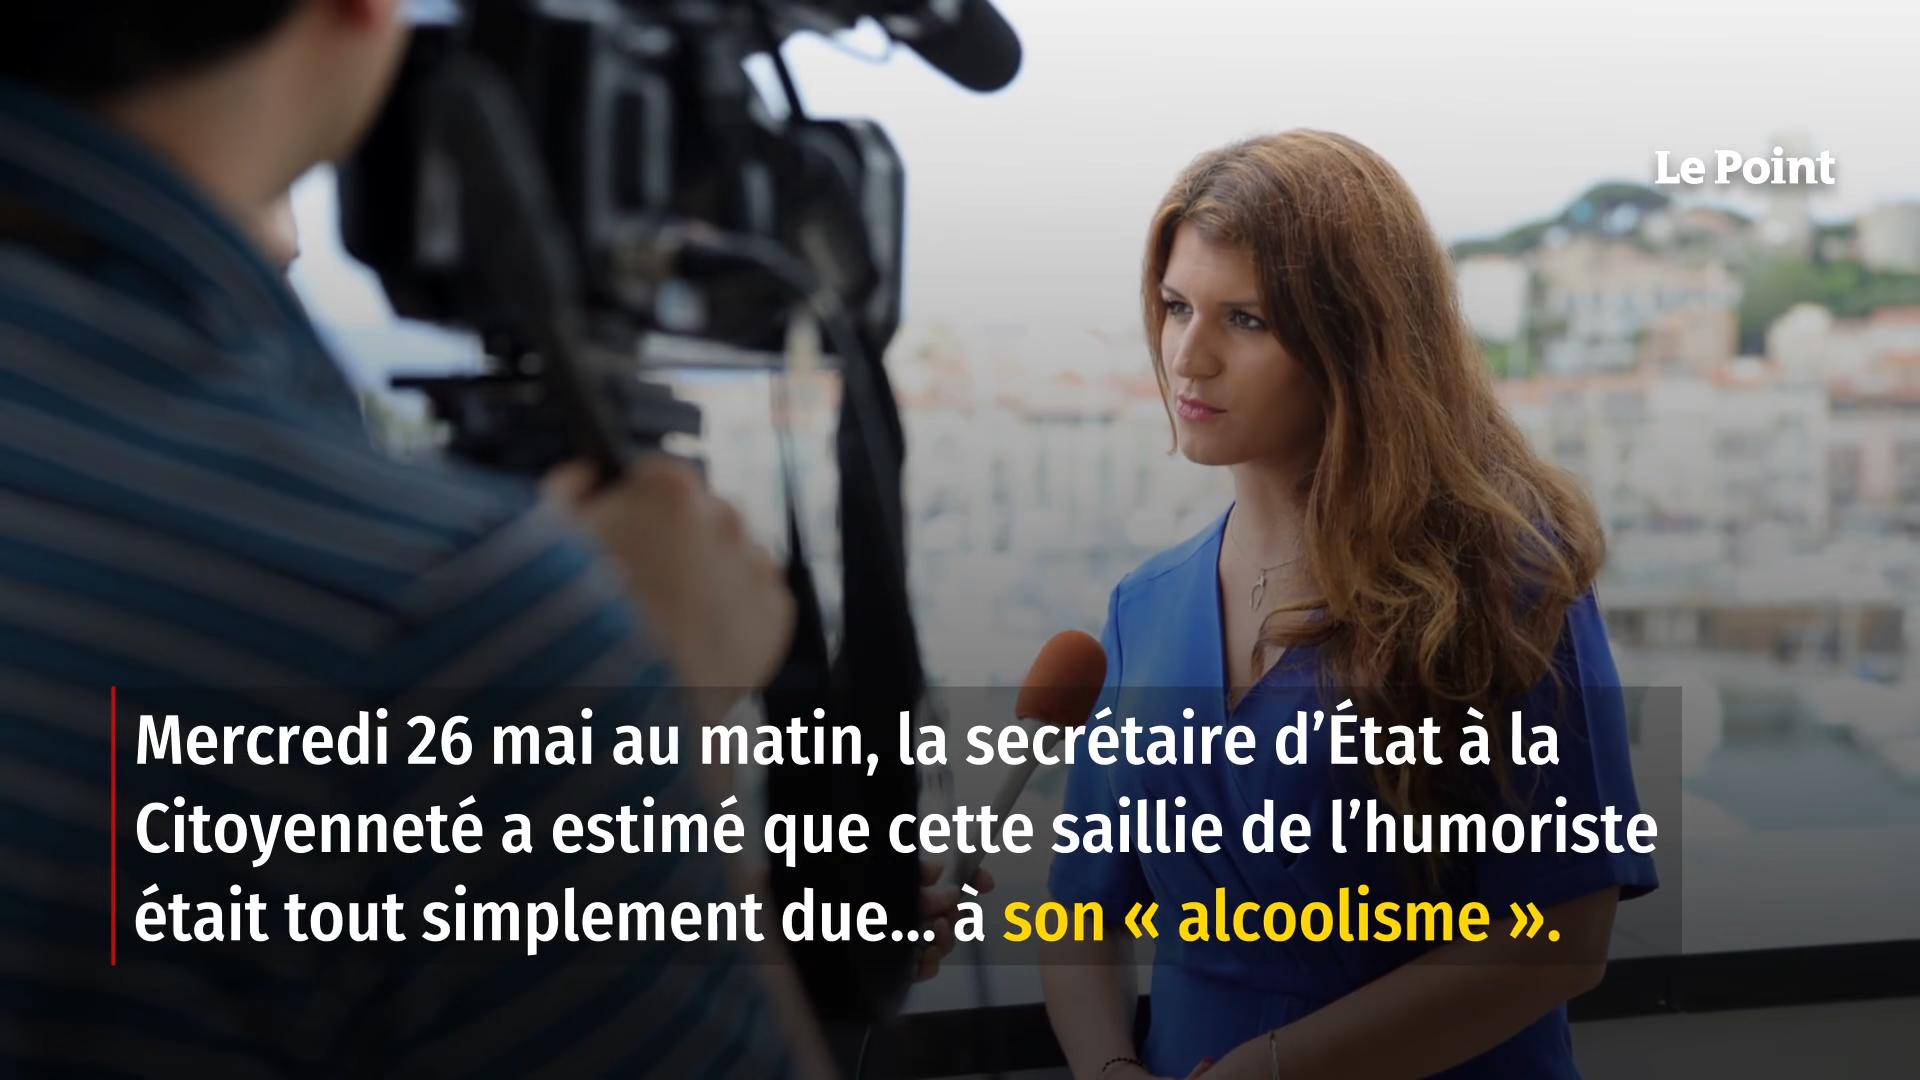 Le Point
Mercredi 26 mai au matin, la secrétaire d’État à la
Citoyenneté a estimé que cette saillie de l’humoriste
était tout simplement due... à son « alcoolisme ».